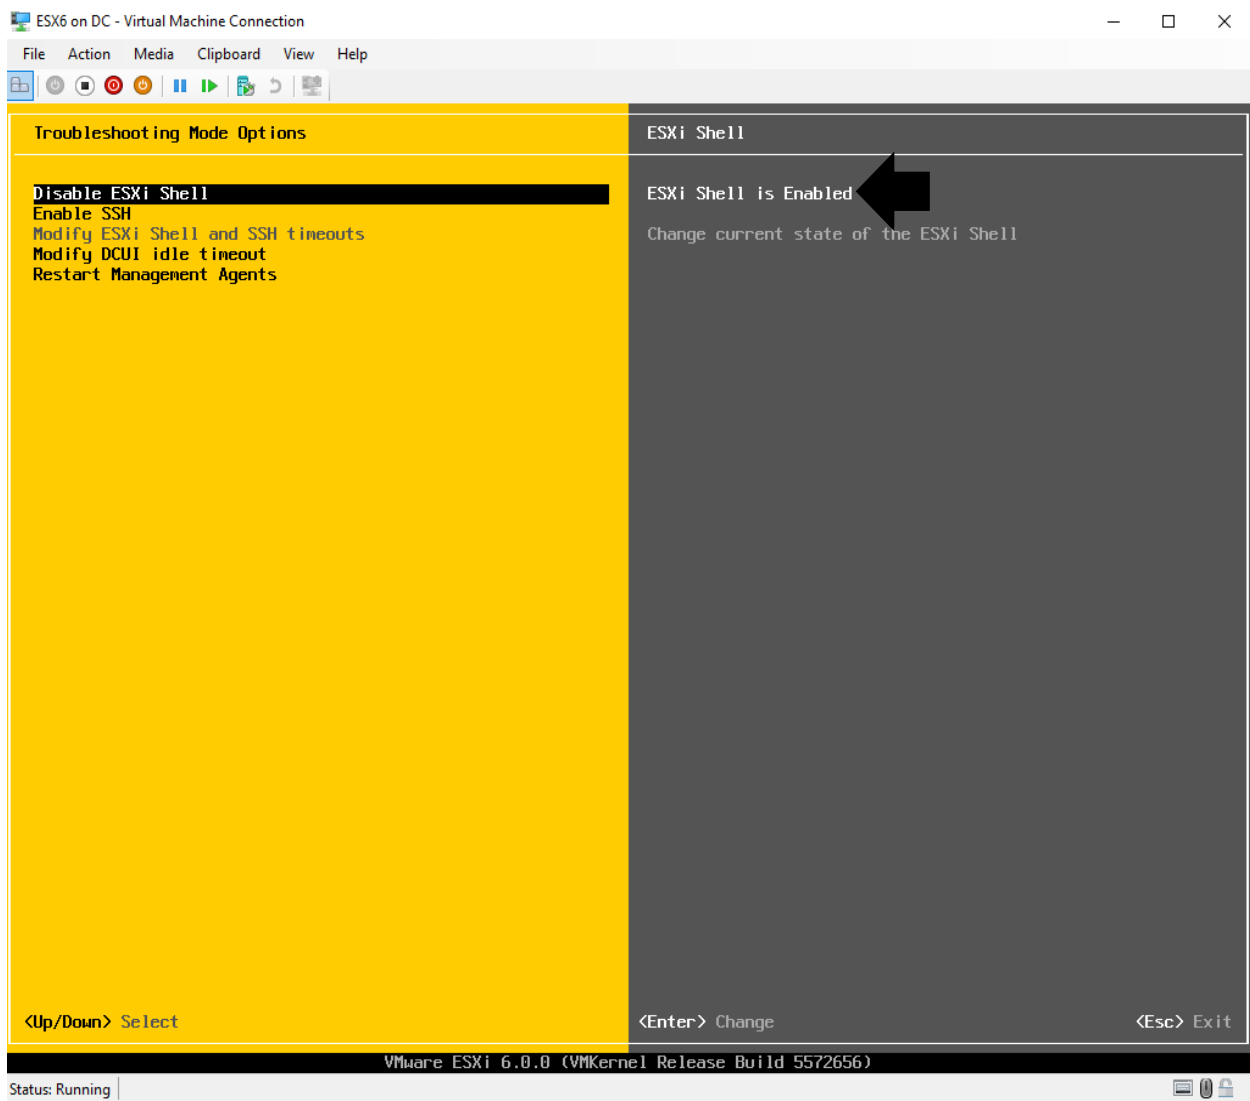 ESX6 on DC - Virtual Machine Connection
File Action Media Clipboard View Help
Troubleshooting Mode Options
Disable ESXi Shell
Enable SSH
Modify ESXi Shell and SSH timeouts
Modify DCUI idle timeout
Restart Management Agents
ESXi Shell
ESXi Shell is Enabled
Change current state of the ESXi Shell
<Up/Down> Select
<Enter> Change
<Esc> Exit
VMware ESXi 6.0.0 (VMKernel Release Build 5572656)
Status: Running